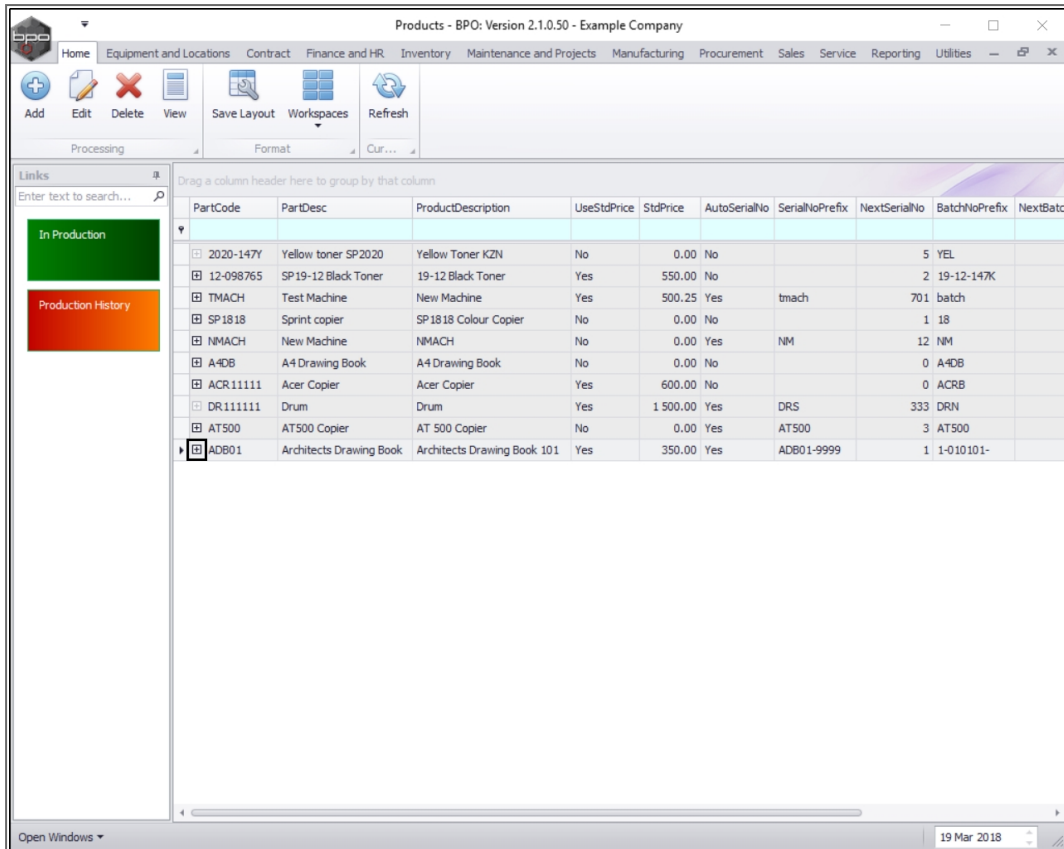 Products - BPO: Version 2.1.0.50 - Example Company
bpo
Home Equipment and Locations Contract Finance and HR Inventory Maintenance and Projects Manufacturing Procurement Sales Service Reporting Utilities
Add Edit Delete View Save Layout Workspaces Refresh
Processing Format Cur...
Links
Enter text to search...
In Production
Production History
Drag a column header here to group by that column
PartCode PartDesc ProductDescription UseStdPrice StdPrice AutoSerialNo SerialNoPrefix NextSerialNo BatchNoPrefix NextBatc
2020-147Y Yellow toner SP2020 Yellow Toner KZN No 0.00 No 5 YEL
12-098765 SP19-12 Black Toner 19-12 Black Toner Yes 550.00 No 2 19-12-147K
TMACH Test Machine New Machine Yes 500.25 Yes tmach 701 batch
SP1818 Sprint copier SP1818 Colour Copier No 0.00 No 1 18
NMACH New Machine NMACH No 0.00 Yes NM 12 NM
A4DB A4 Drawing Book A4 Drawing Book No 0.00 No 0 A4DB
ACR11111 Acer Copier Acer Copier Yes 600.00 No 0 ACRB
DR111111 Drum Drum Yes 1 500.00 Yes DRS 333 DRN
AT500 AT500 Copier AT 500 Copier No 0.00 Yes AT500 3 AT500
ADB01 Architects Drawing Book Architects Drawing Book 101 Yes 350.00 Yes ADB01-9999 1 1-010101-
Open Windows 19 Mar 2018